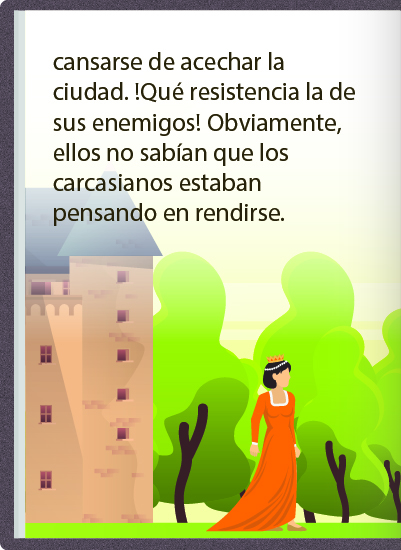 cansarse de acechar la
ciudad. !Qué resistencia la de
sus enemigos! Obviamente,
ellos no sabían que los
carcasianos estaban
pensando en rendirse.